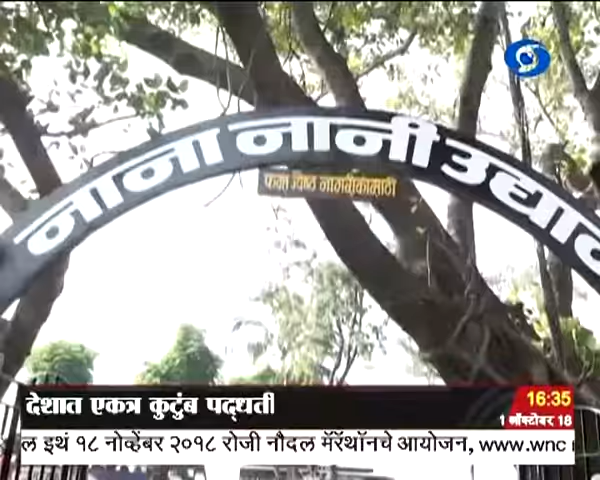 नाना नानी उद्यान
फक्त ज्येष्ठ नागरीकांसाठी
देशात एकत्र कुटुंब पद्धती
16:35
1 ऑक्टोबर 18
ल इथं १८ नोव्हेंबर २०१८ रोजी नौदल मॅरॅथॉनचे आयोजन, www.wnc